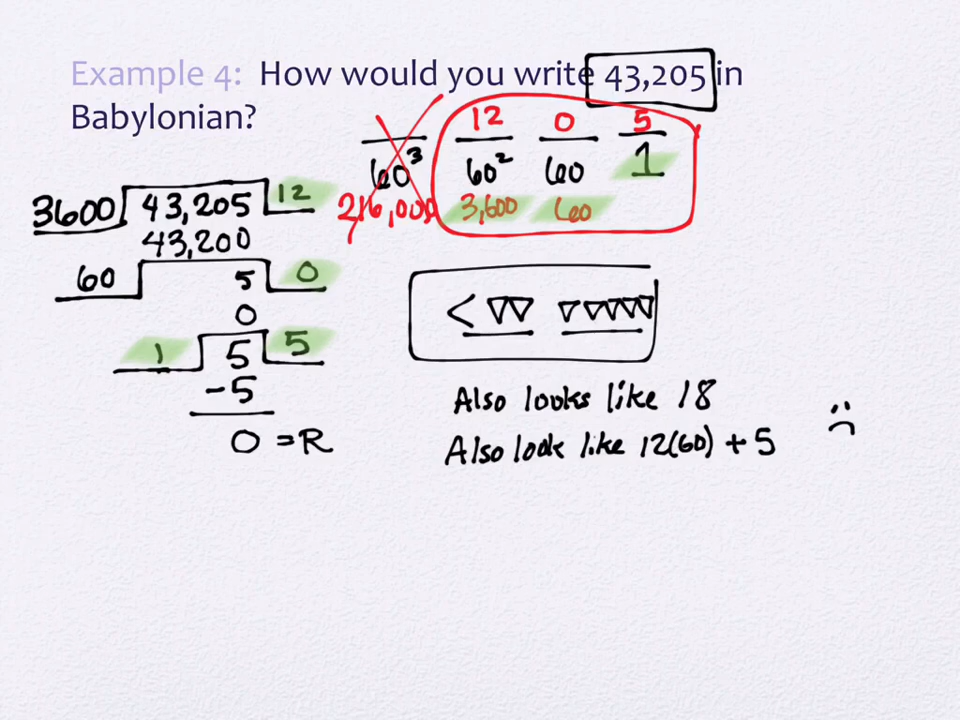 Example 4: How would you write 43,205 in
Babylonian?
12 0 5
60³ 60² 60 1
216,000 3,600 60
3600 43,205 12
43,200
60 5 0
0
1 5 5
-5
0 = R
< ▽▽ ▽▽▽▽▽
Also looks like 18
Also look like 12(60) + 5